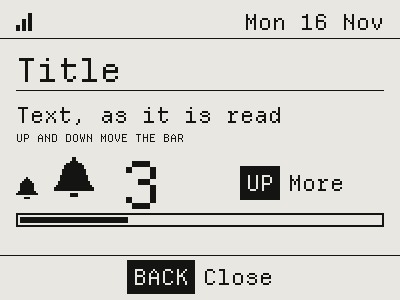 Mon 16 Nov
Title
Text, as it is read
UP AND DOWN MOVE THE BAR
3 UP More
BACK Close